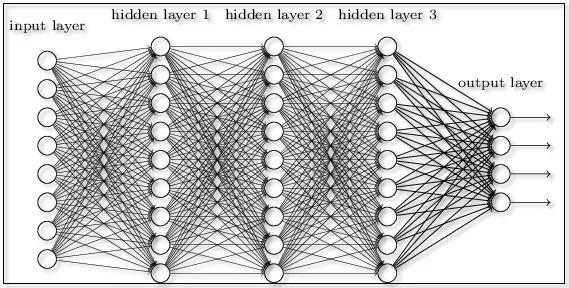 hidden layer 1
hidden layer 2
hidden layer 3
input layer
output layer